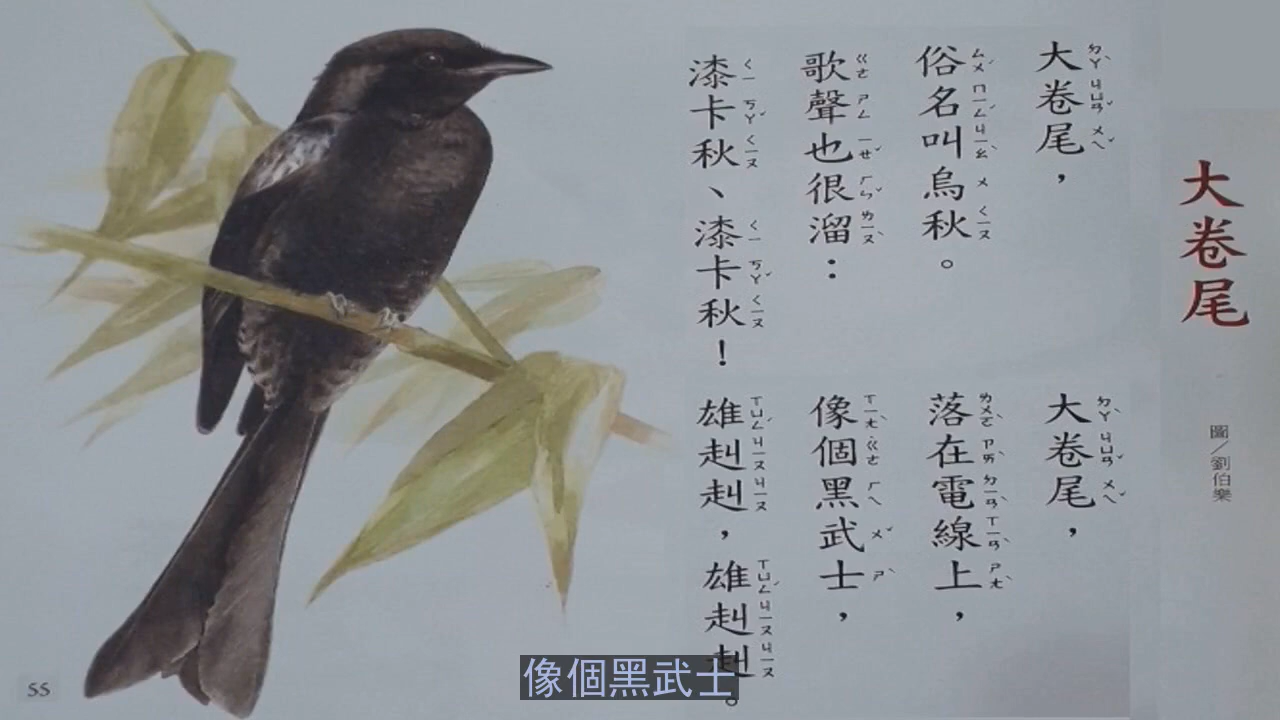 大卷尾
圖／劉伯樂
大卷尾，
俗名叫烏秋。
歌聲也很溜：
漆卡秋、漆卡秋！
大卷尾，
落在電線上，
像個黑武士，
雄赳赳，雄赳赳。
像個黑武士
55